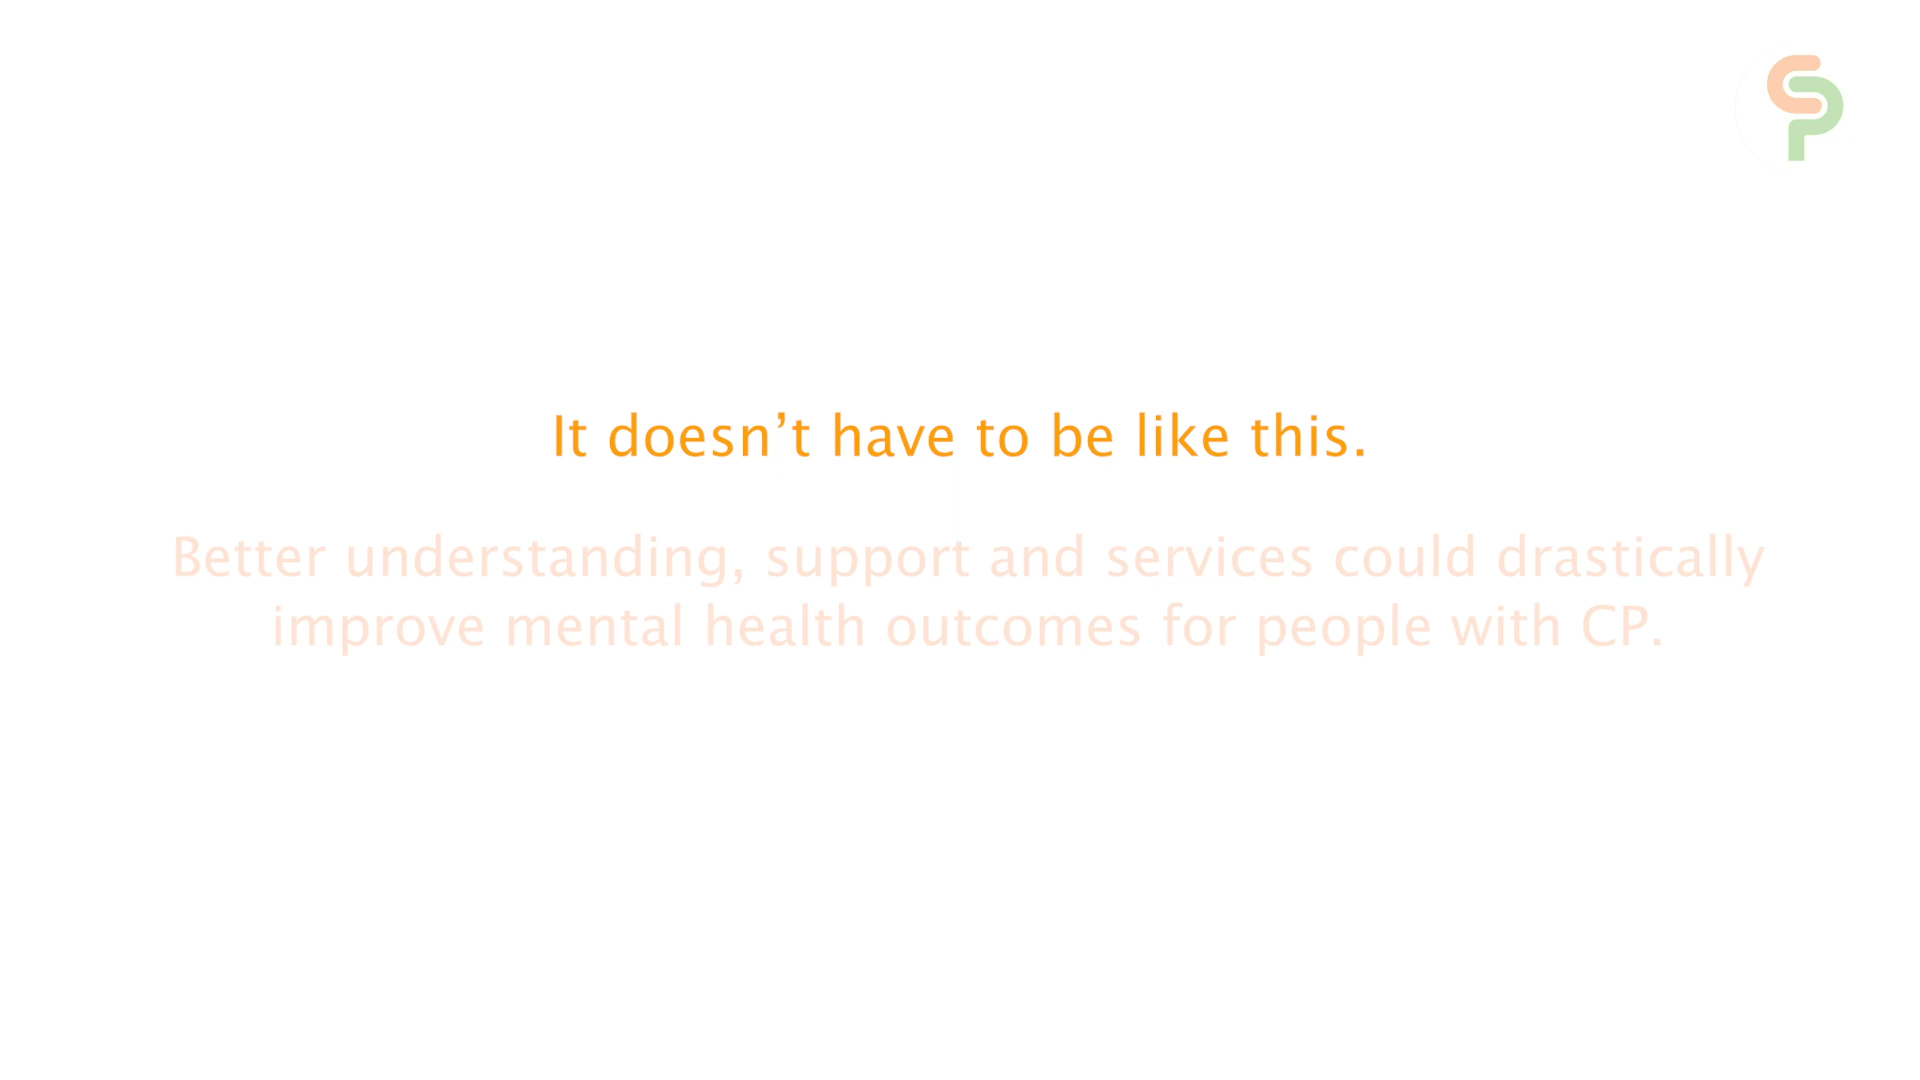 It doesn’t have to be like this.
Better understanding, support and services could drastically
improve mental health outcomes for people with CP.